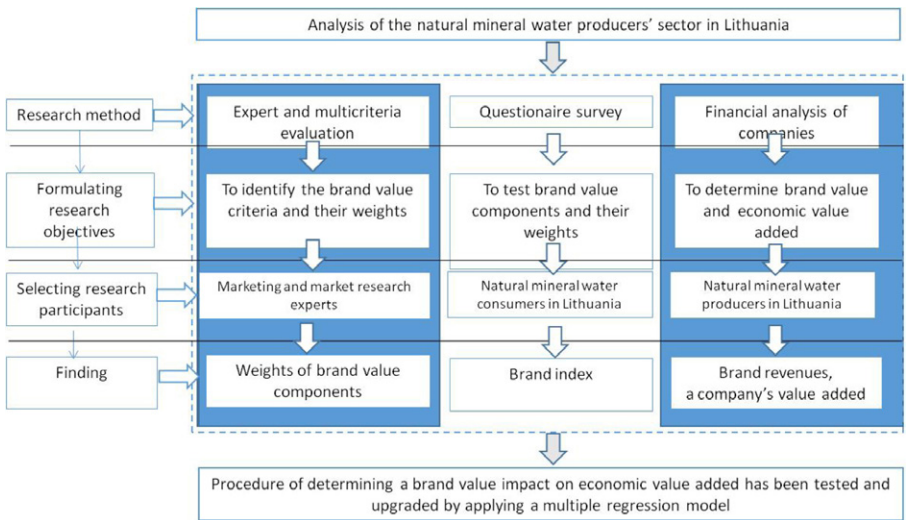 Analysis of the natural mineral water producers' sector in Lithuania
Research method
Expert and multicriteria
evaluation
Questionaire survey
Financial analysis of
companies
Formulating
research
objectives
To identify the brand value
criteria and their weights
To test brand value
components and their
weights
To determine brand value
and economic value
added
Selecting research
participants
Marketing and market research
experts
Natural mineral water
consumers in Lithuania
Natural mineral water
producers in Lithuania
Finding
Weights of brand value
components
Brand index
Brand revenues,
a company's value added
Procedure of determining a brand value impact on economic value added has been tested and
upgraded by applying a multiple regression model